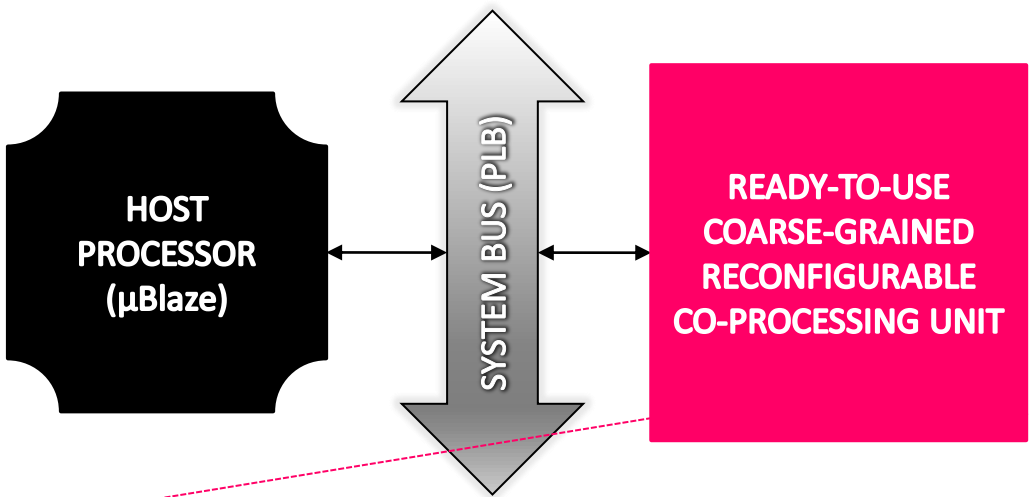 HOST
PROCESSOR
(µBlaze)
SYSTEM BUS (PLB)
READY-TO-USE
COARSE-GRAINED
RECONFIGURABLE
CO-PROCESSING UNIT